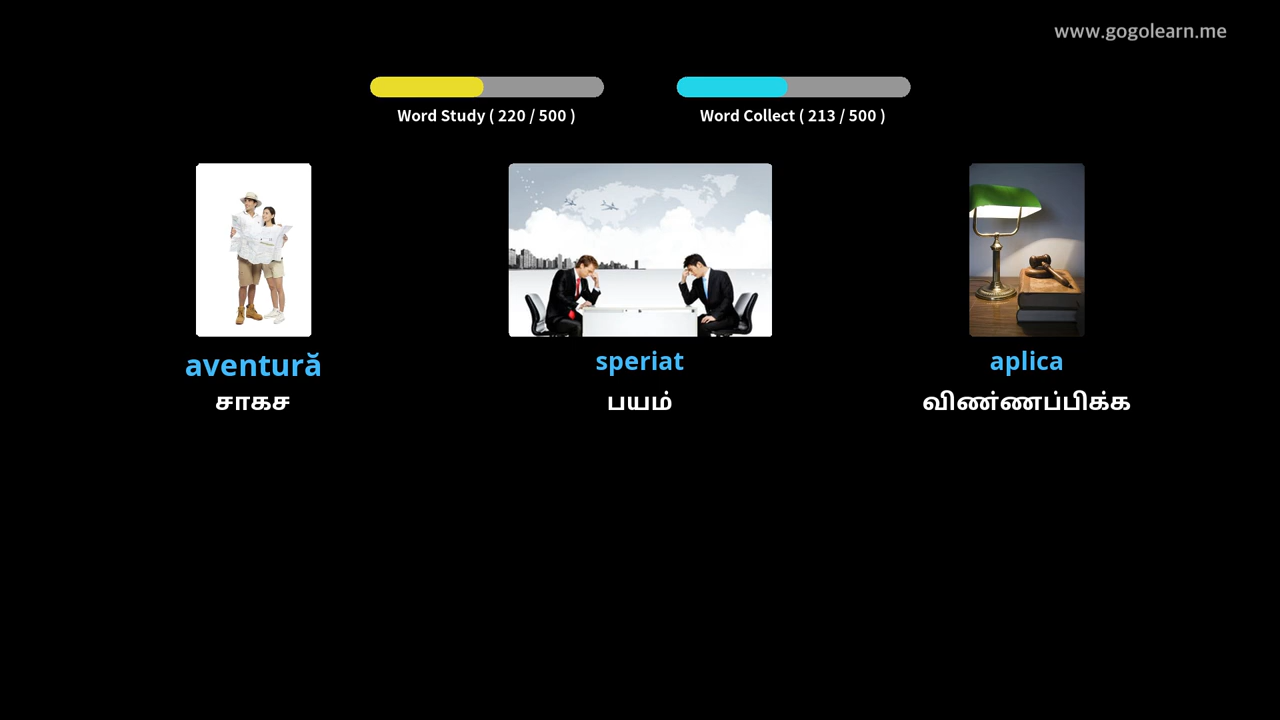 www.gogolearn.me
Word Study ( 220 / 500 )
Word Collect ( 213 / 500 )
aventură
speriat
aplica
சாகச
பயம்
விண்ணப்பிக்க